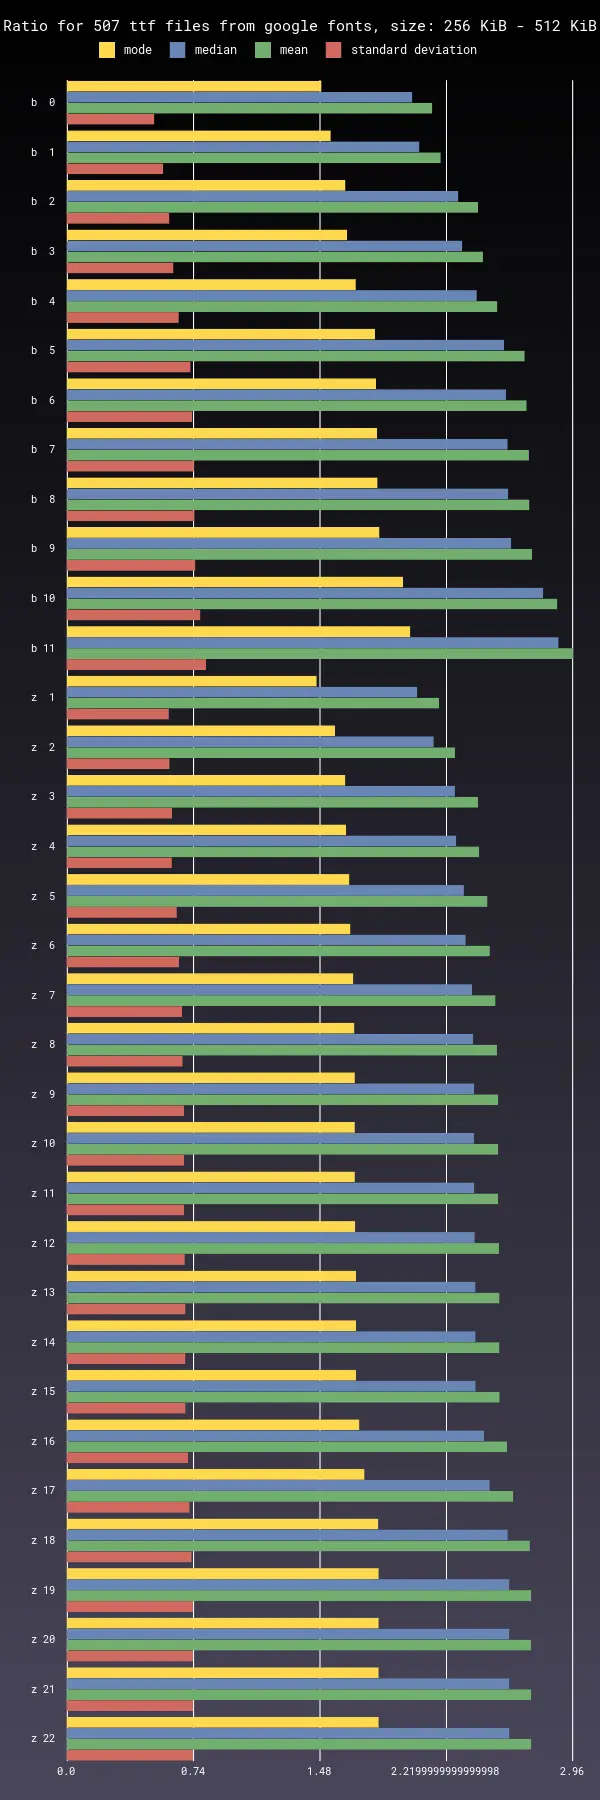 Ratio for 507 ttf files from google fonts, size: 256 KiB - 512 KiB
mode median mean standard deviation
b 0
b 1
b 2
b 3
b 4
b 5
b 6
b 7
b 8
b 9
b 10
b 11
z 1
z 2
z 3
z 4
z 5
z 6
z 7
z 8
z 9
z 10
z 11
z 12
z 13
z 14
z 15
z 16
z 17
z 18
z 19
z 20
z 21
z 22
0.0 0.74 1.48 2.2199999999999998 2.96